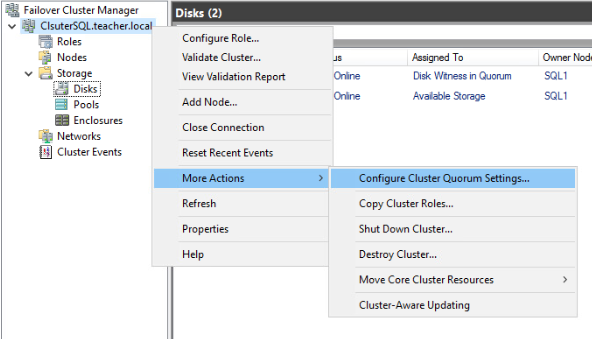 Failover Cluster Manager
ClsuterSQL.teacher.local
Roles
Nodes
Storage
Disks
Pools
Enclosures
Networks
Cluster Events
Disks (2)
us Assigned To Owner Node
Online Disk Witness in Quorum SQL1
Online Available Storage SQL1
Configure Role...
Validate Cluster...
View Validation Report
Add Node...
Close Connection
Reset Recent Events
More Actions
Refresh
Properties
Help
Configure Cluster Quorum Settings...
Copy Cluster Roles...
Shut Down Cluster...
Destroy Cluster...
Move Core Cluster Resources
Cluster-Aware Updating